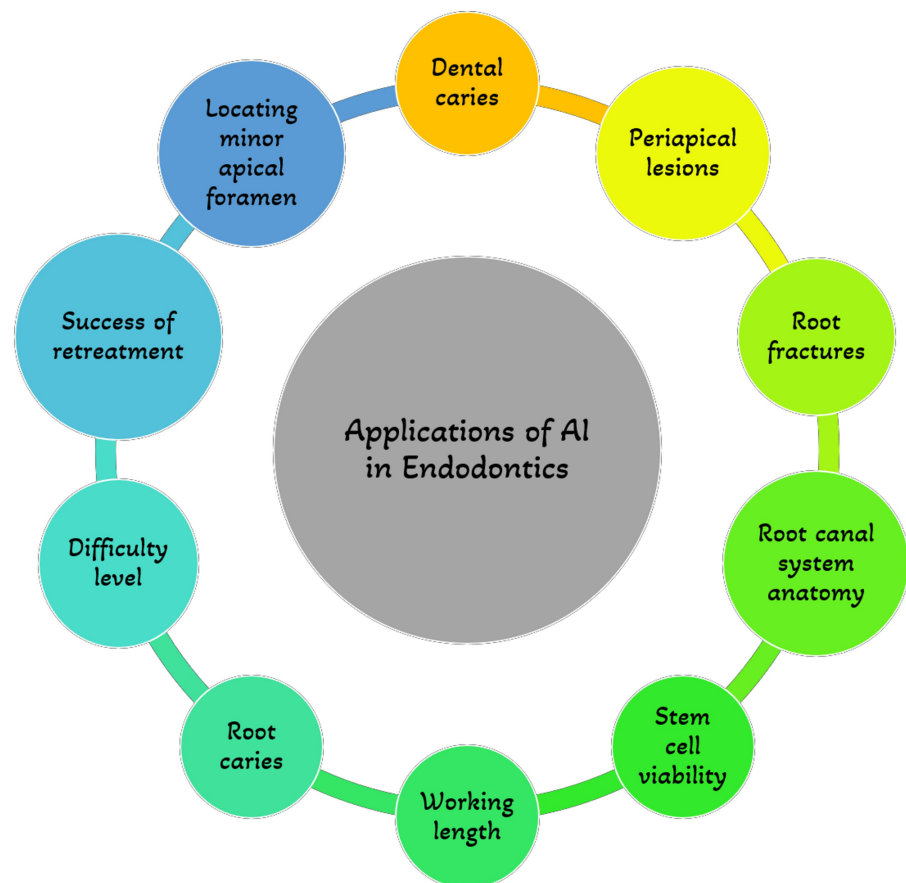 Dental
caries
Periapical
lesions
Root
fractures
Root canal
system
anatomy
Stem
cell
viability
Working
length
Root
caries
Difficulty
level
Success of
retreatment
Locating
minor
apical
foramen
Applications of AI
in Endodontics